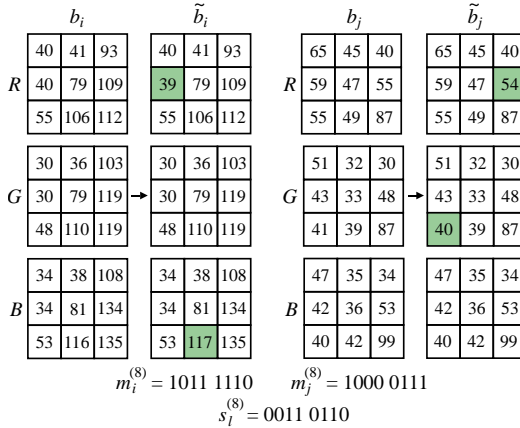 b_i b̃_i b_j b̃_j
40 41 93 40 41 93 65 45 40 65 45 40
R 40 79 109 39 79 109 R 59 47 55 59 47 54
55 106 112 55 106 112 55 49 87 55 49 87
30 36 103 30 36 103 51 32 30 51 32 30
G 30 79 119 30 79 119 G 43 33 48 43 33 48
48 110 119 48 110 119 41 39 87 40 39 87
34 38 108 34 38 108 47 35 34 47 35 34
B 34 81 134 34 81 134 B 42 36 53 42 36 53
53 116 135 53 117 135 40 42 99 40 42 99
m_i^(8) = 1011 1110 m_j^(8) = 1000 0111
s_l^(8) = 0011 0110